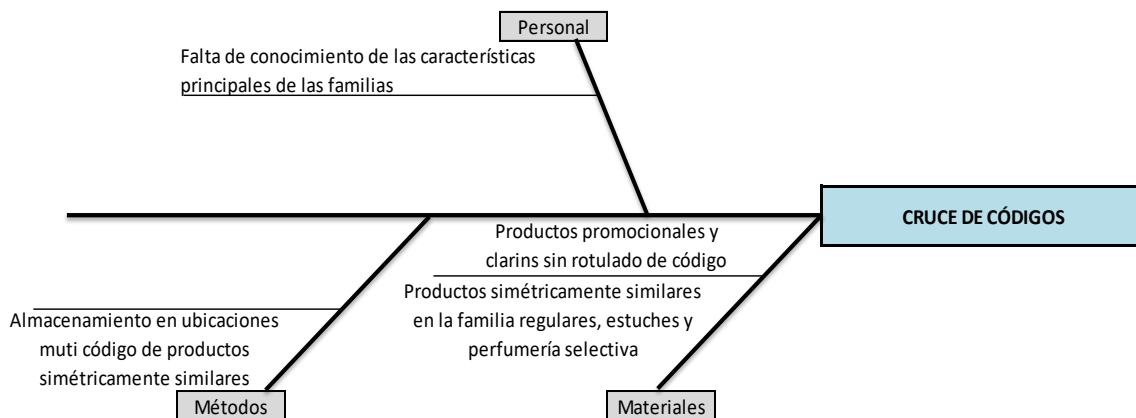 Personal
Falta de conocimiento de las características
principales de las familias
CRUCE DE CÓDIGOS
Productos promocionales y
clarins sin rotulado de código
Productos simétricamente similares
en la familia regulares, estuches y
perfumería selectiva
Almacenamiento en ubicaciones
muti código de productos
simétricamente similares
Métodos
Materiales